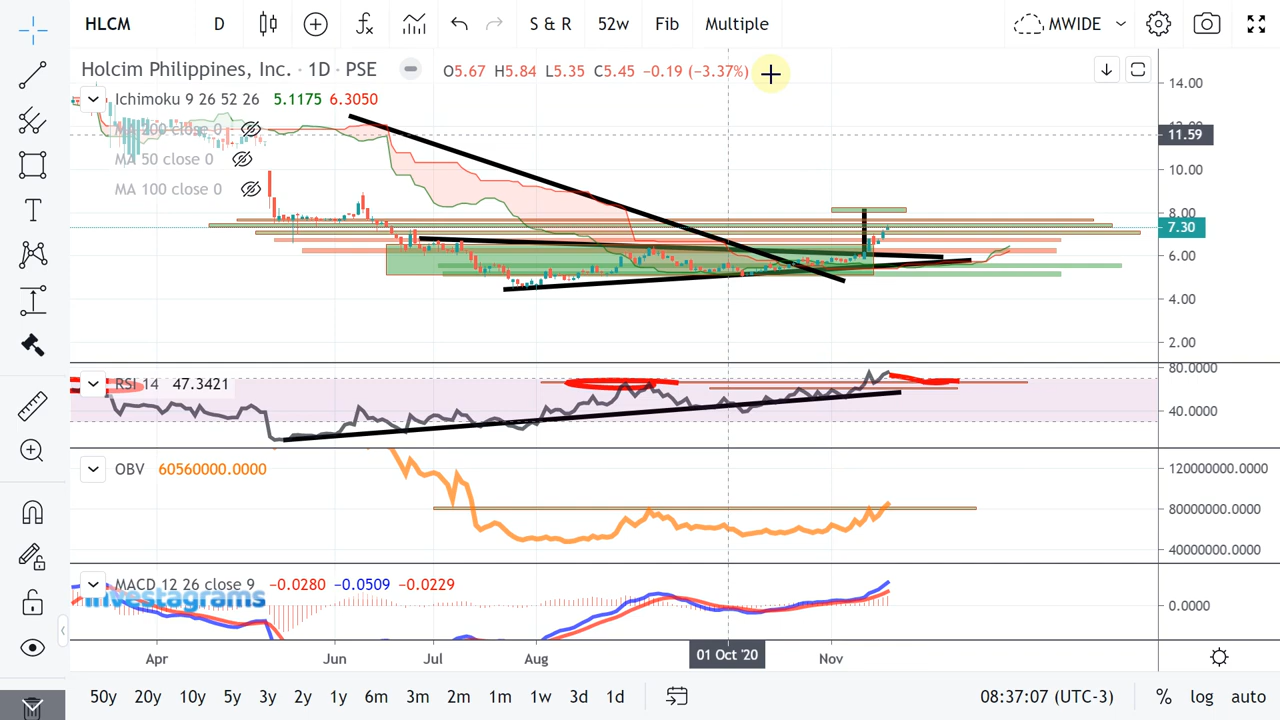 HLCM D S & R 52w Fib Multiple MWIDE
Holcim Philippines, Inc. · 1D · PSE O5.67 H5.84 L5.35 C5.45 −0.19 (−3.37%)
Ichimoku 9 26 52 26 5.1175 6.3050
MA 200 close 0
MA 50 close 0
MA 100 close 0
14.00
12.00
11.59
10.00
8.00
7.30
6.00
4.00
2.00
RSI 14 47.3421
80.0000
40.0000
OBV 60560000.0000
120000000.0000
80000000.0000
40000000.0000
MACD 12 26 close 9 −0.0280 −0.0509 −0.0229
Investagrams
0.0000
Apr Jun Jul Aug 01 Oct '20 Nov
50y 20y 10y 5y 3y 2y 1y 6m 3m 2m 1m 1w 3d 1d 08:37:07 (UTC-3) % log auto